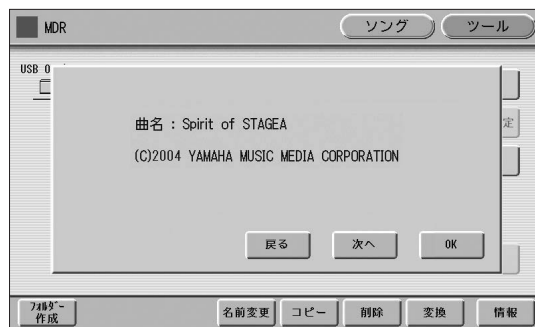 MDR
ソング
ツール
USB 0
定
曲名 : Spirit of STAGEA
(C)2004 YAMAHA MUSIC MEDIA CORPORATION
戻る
次へ
OK
フォルダー
作成
名前変更
コピー
削除
変換
情報